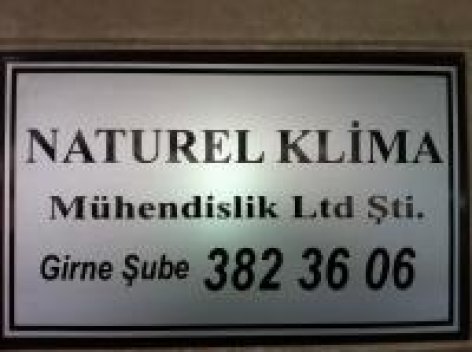 NATUREL KLİMA
Mühendislik Ltd Şti.
Girne Şube 382 36 06